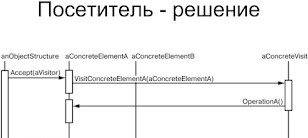 Посетитель - решение
anObjectStructure aConcreteElementA aConcreteElementB aConcreteVisit
Accept(aVisitor)
VisitConcreteElementA(aConcreteElementA)
OperationA()